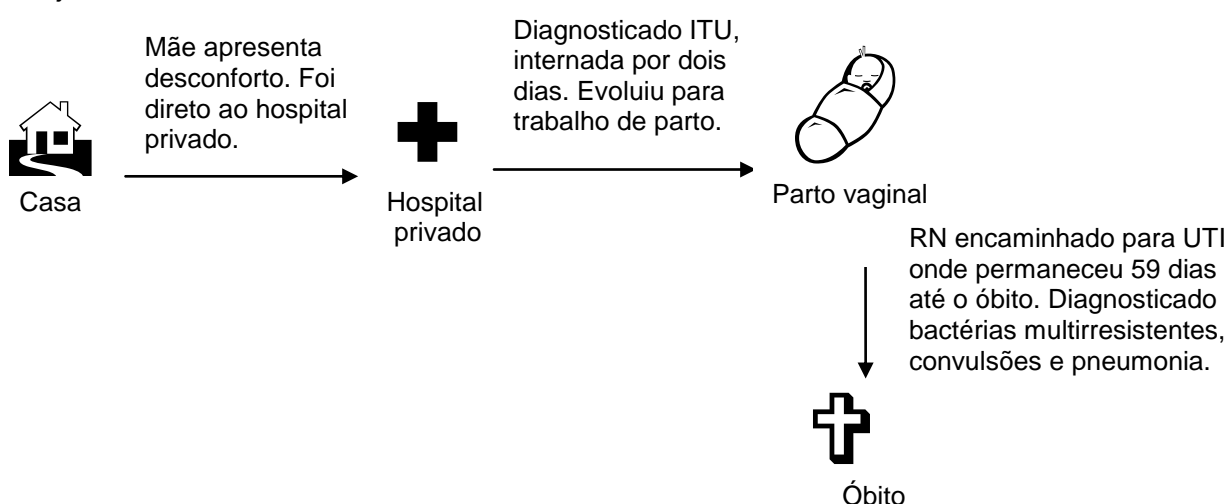 Mãe apresenta
desconforto. Foi
direto ao hospital
privado.
Casa
Diagnosticado ITU,
internada por dois
dias. Evoluiu para
trabalho de parto.
Hospital
privado
Parto vaginal
RN encaminhado para UTI
onde permaneceu 59 dias
até o óbito. Diagnosticado
bactérias multirresistentes,
convulsões e pneumonia.
Óbito